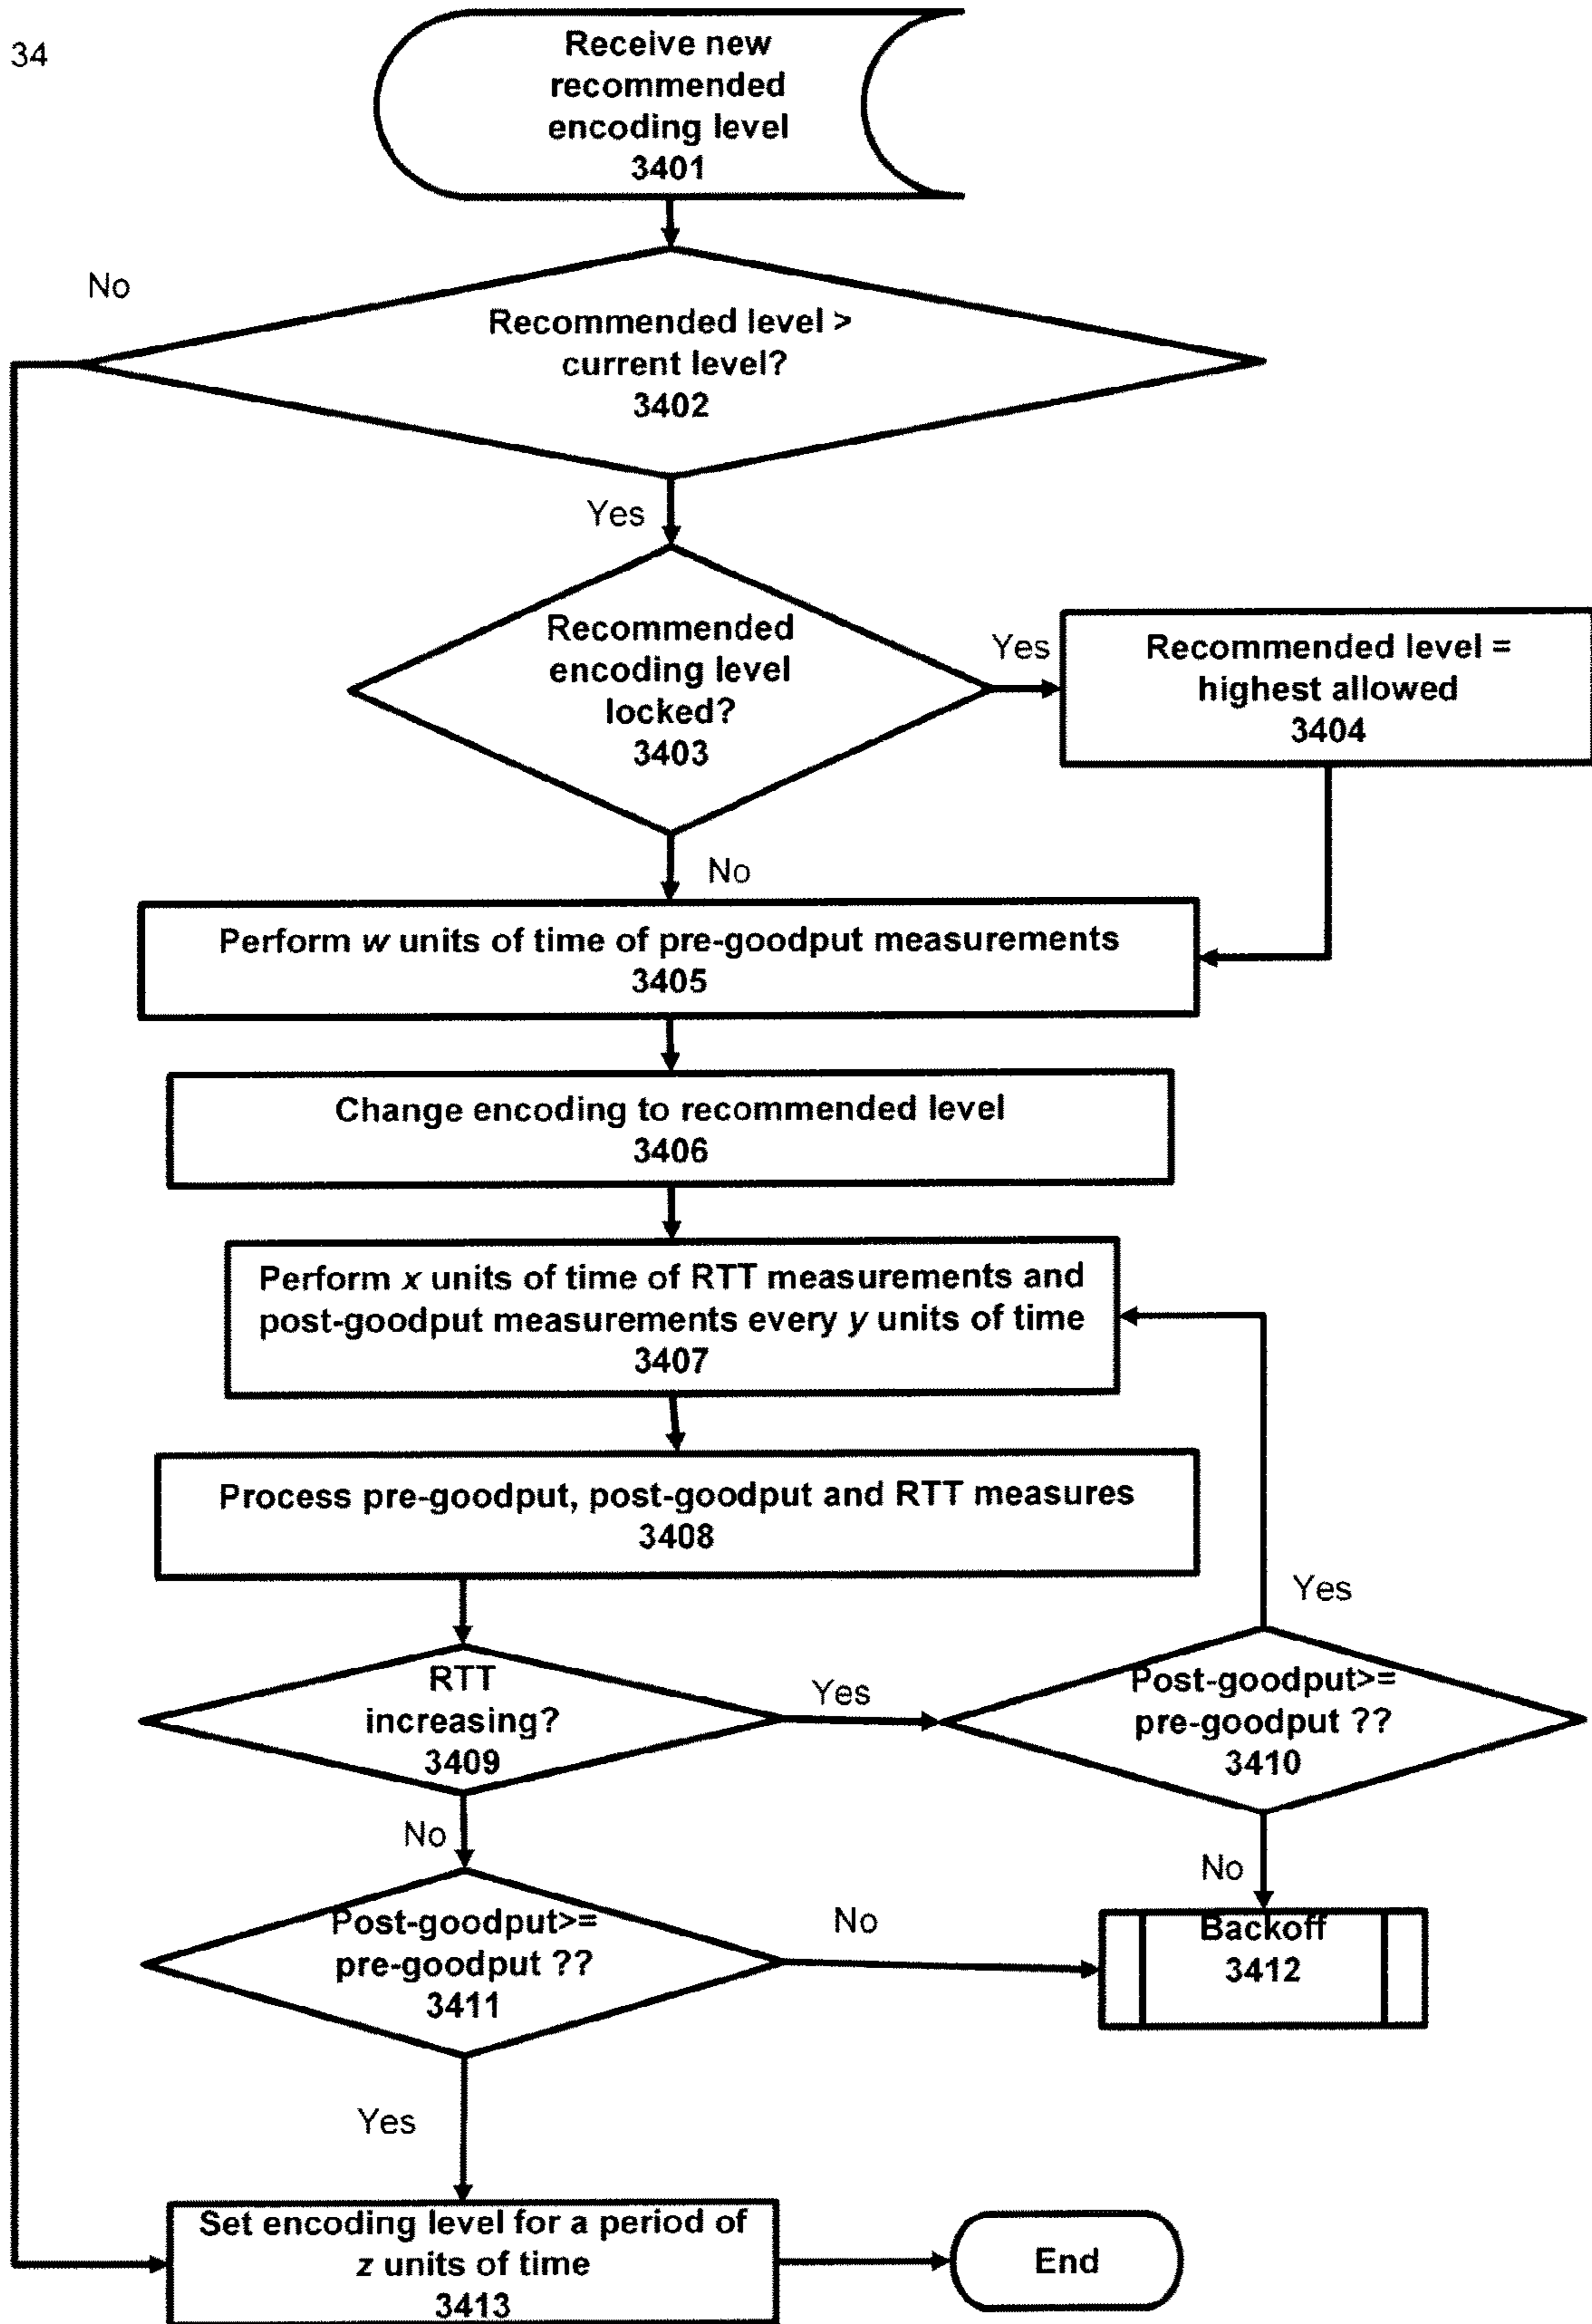 34
Receive new
recommended
encoding level
3401
No
Recommended level >
current level?
3402
Yes
Recommended
encoding level
locked?
3403
Yes
Recommended level =
highest allowed
3404
No
Perform w units of time of pre-goodput measurements
3405
Change encoding to recommended level
3406
Perform x units of time of RTT measurements and
post-goodput measurements every y units of time
3407
Process pre-goodput, post-goodput and RTT measures
3408
Yes
RTT
increasing?
3409
Yes
Post-goodput>=
pre-goodput ??
3410
No
No
Post-goodput>=
pre-goodput ??
3411
No
Backoff
3412
Yes
Set encoding level for a period of
z units of time
3413
End